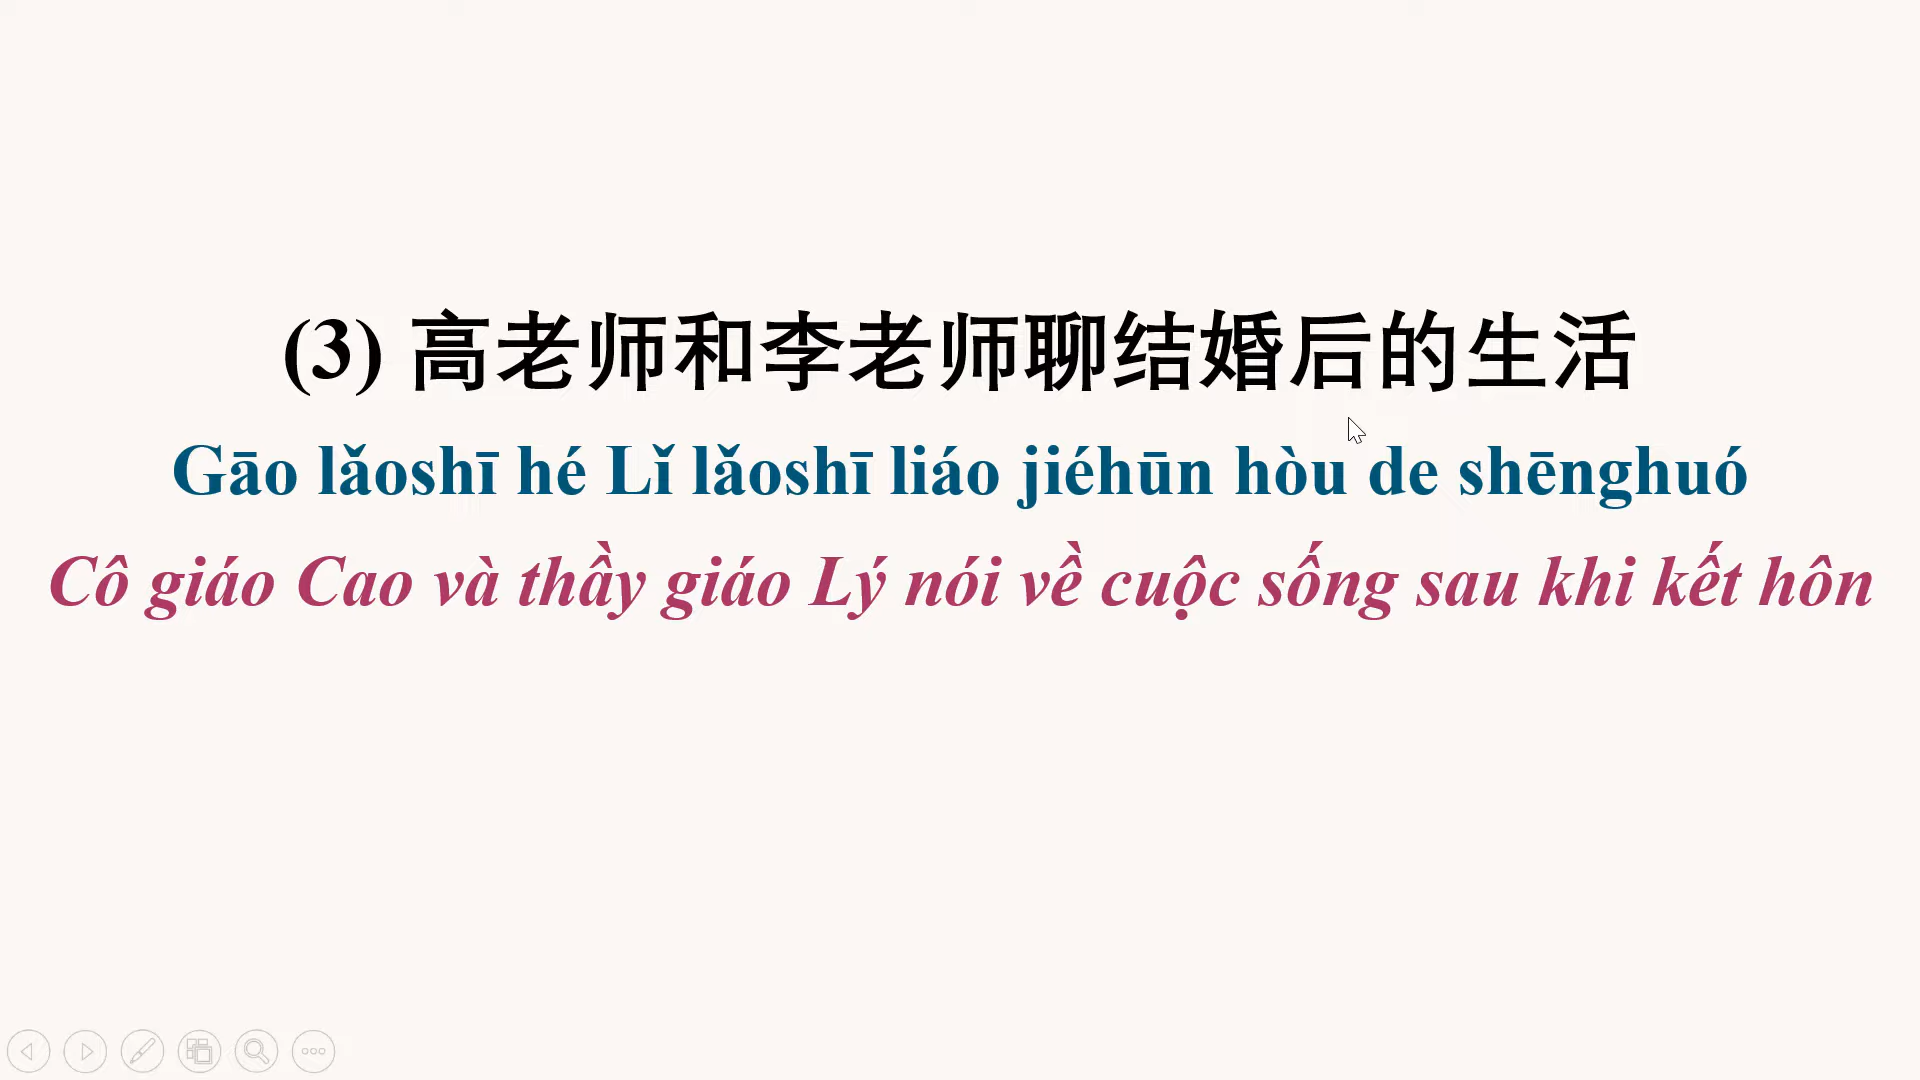 (3) 高老师和李老师聊结婚后的生活
Gāo lǎoshī hé Lǐ lǎoshī liáo jiéhūn hòu de shēnghuó
Cô giáo Cao và thầy giáo Lý nói về cuộc sống sau khi kết hôn